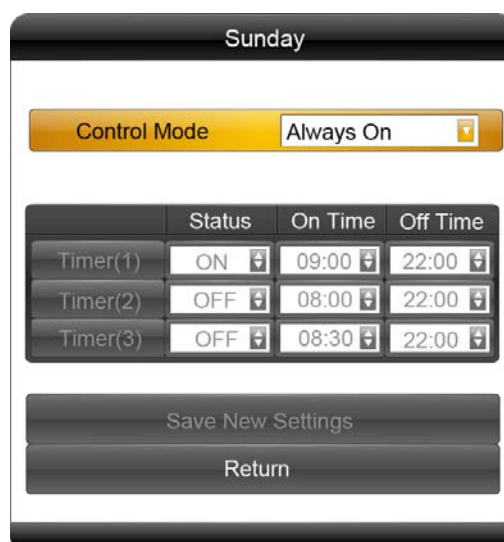 Sunday
Control Mode Always On
Status On Time Off Time
Timer(1) ON 09:00 22:00
Timer(2) OFF 08:00 22:00
Timer(3) OFF 08:30 22:00
Save New Settings
Return